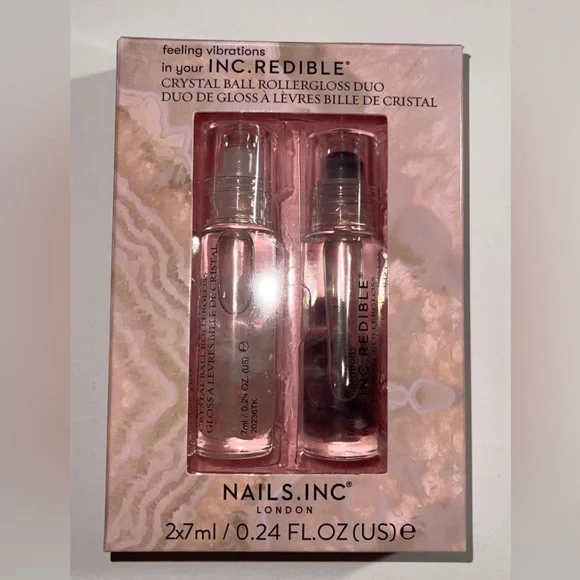 feeling vibrations
in your INC.REDIBLE®
CRYSTAL BALL ROLLERGLOSS DUO
DUO DE GLOSS À LÈVRES BILLE DE CRISTAL
CRYSTAL BALL ROLLERGLOSS
GLOSS À LÈVRES BILLE DE CRISTAL
7ml / 0.24 OZ (US) ℮
20236TK
INC.REDIBLE®
ROLLERGLOSS
NAILS.INC®
LONDON
2x7ml / 0.24 FL.OZ(US) ℮